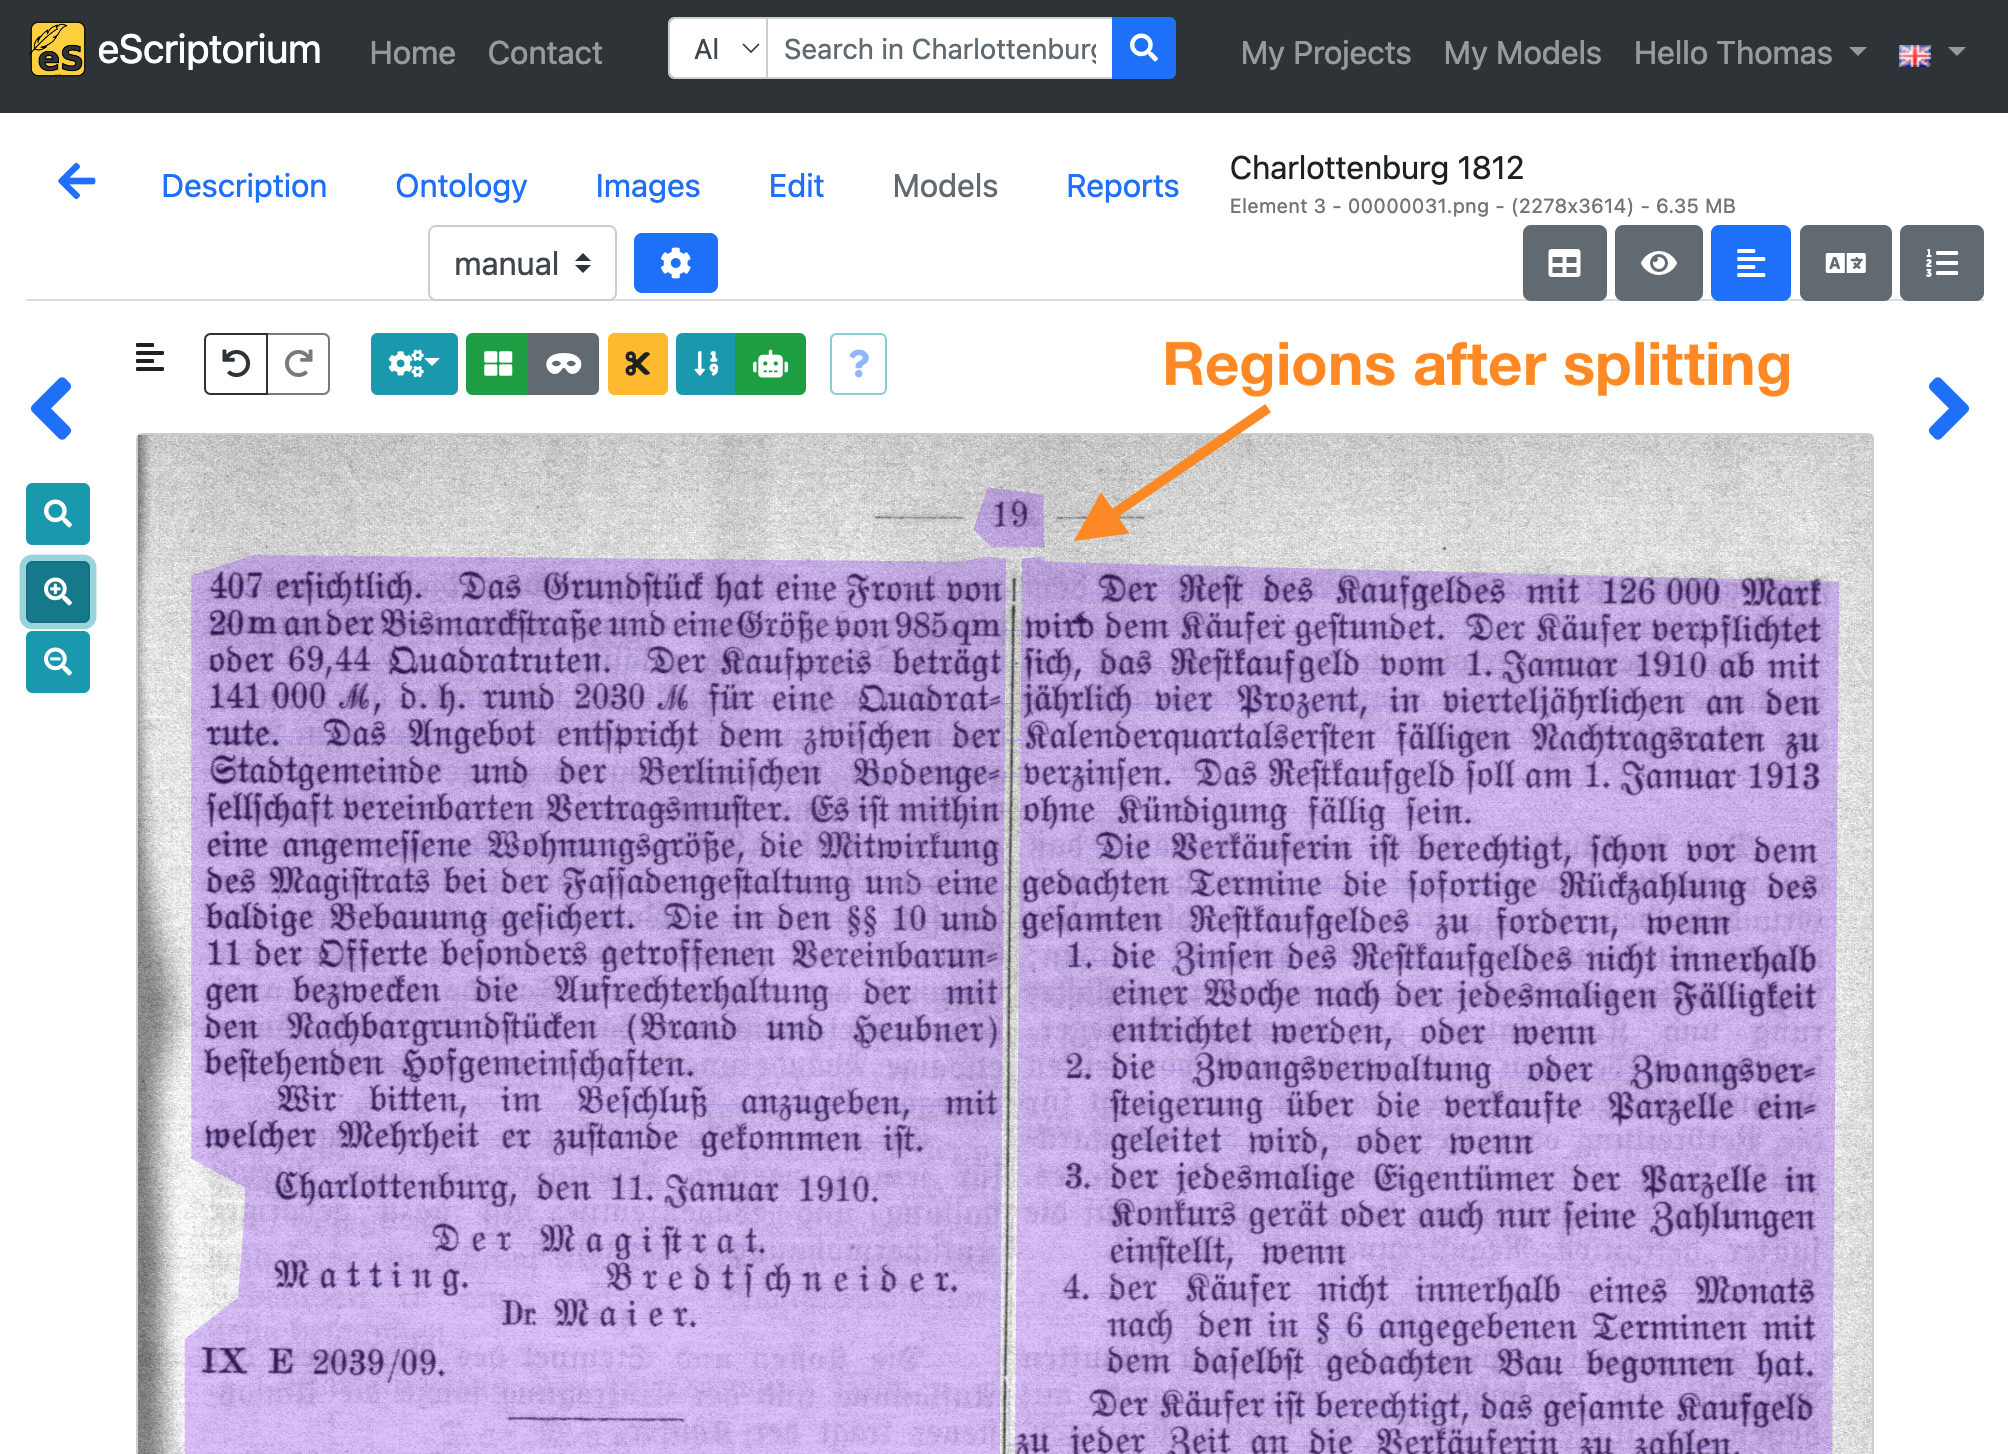 es eScriptorium Home Contact Al Search in Charlottenburg My Projects My Models Hello Thomas
Description Ontology Images Edit Models Reports
Charlottenburg 1812
Element 3 - 00000031.png - (2278x3614) - 6.35 MB
manual
Regions after splitting
19
407 erſichtlich. Das Grundſtück hat eine Front von
20 m an der Bismarckſtraße und eine Größe von 985 qm
oder 69,44 Quadratruten. Der Kaufpreis beträgt
141 000 ℳ, d. h. rund 2030 ℳ für eine Quadrat⸗
rute. Das Angebot entſpricht dem zwiſchen der
Stadtgemeinde und der Berliniſchen Bodenge⸗
ſellſchaft vereinbarten Vertragsmuſter. Es iſt mithin
eine angemeſſene Wohnungsgröße, die Mitwirkung
des Magiſtrats bei der Faſſadengeſtaltung und eine
baldige Bebauung geſichert. Die in den §§ 10 und
11 der Offerte beſonders getroffenen Vereinbarun⸗
gen bezwecken die Aufrechterhaltung der mit
den Nachbargrundſtücken (Brand und Heubner)
beſtehenden Hofgemeinſchaften.
Wir bitten, im Beſchluß anzugeben, mit
welcher Mehrheit er zuſtande gekommen iſt.
Charlottenburg, den 11. Januar 1910.
Der Magiſtrat.
Matting. Bredtſchneider.
Dr. Maier.
IX E 2039/09.
Der Reſt des Kaufgeldes mit 126 000 Mark
wird dem Käufer geſtundet. Der Käufer verpflichtet
ſich, das Reſtkaufgeld vom 1. Januar 1910 ab mit
jährlich vier Prozent, in vierteljährlichen an den
Kalenderquartalserſten fälligen Nachtragsraten zu
verzinſen. Das Reſtkaufgeld ſoll am 1. Januar 1913
ohne Kündigung fällig ſein.
Die Verkäuferin iſt berechtigt, ſchon vor dem
gedachten Termine die ſofortige Rückzahlung des
geſamten Reſtkaufgeldes zu fordern, wenn
1. die Zinſen des Reſtkaufgeldes nicht innerhalb
einer Woche nach der jedesmaligen Fälligkeit
entrichtet werden, oder wenn
2. die Zwangsverwaltung oder Zwangsver⸗
ſteigerung über die verkaufte Parzelle ein⸗
geleitet wird, oder wenn
3. der jedesmalige Eigentümer der Parzelle in
Konkurs gerät oder auch nur ſeine Zahlungen
einſtellt, wenn
4. der Käufer nicht innerhalb eines Monats
nach den in § 6 angegebenen Terminen mit
dem daſelbſt gedachten Bau begonnen hat.
Der Käufer iſt berechtigt, das geſamte Kaufgeld
zu jeder Zeit an die Verkäuferin zu zahlen.